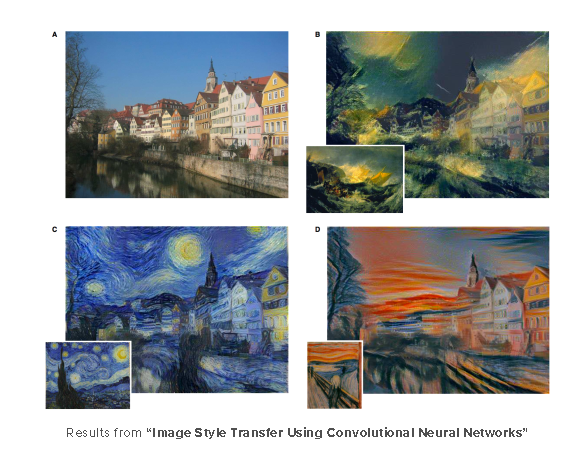 A
B
C
D
Results from “Image Style Transfer Using Convolutional Neural Networks”